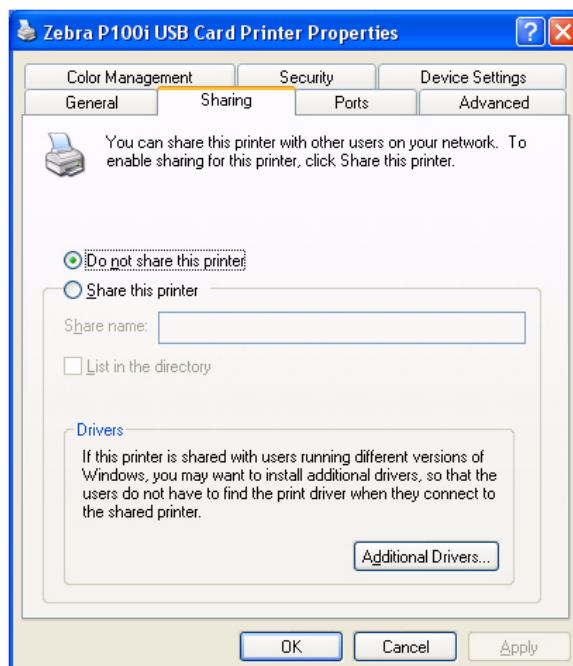 Zebra P100i USB Card Printer Properties
Color Management Security Device Settings
General Sharing Ports Advanced
You can share this printer with other users on your network. To
enable sharing for this printer, click Share this printer.
Do not share this printer
Share this printer
Share name:
List in the directory
Drivers
If this printer is shared with users running different versions of
Windows, you may want to install additional drivers, so that the
users do not have to find the print driver when they connect to
the shared printer.
Additional Drivers...
OK Cancel Apply